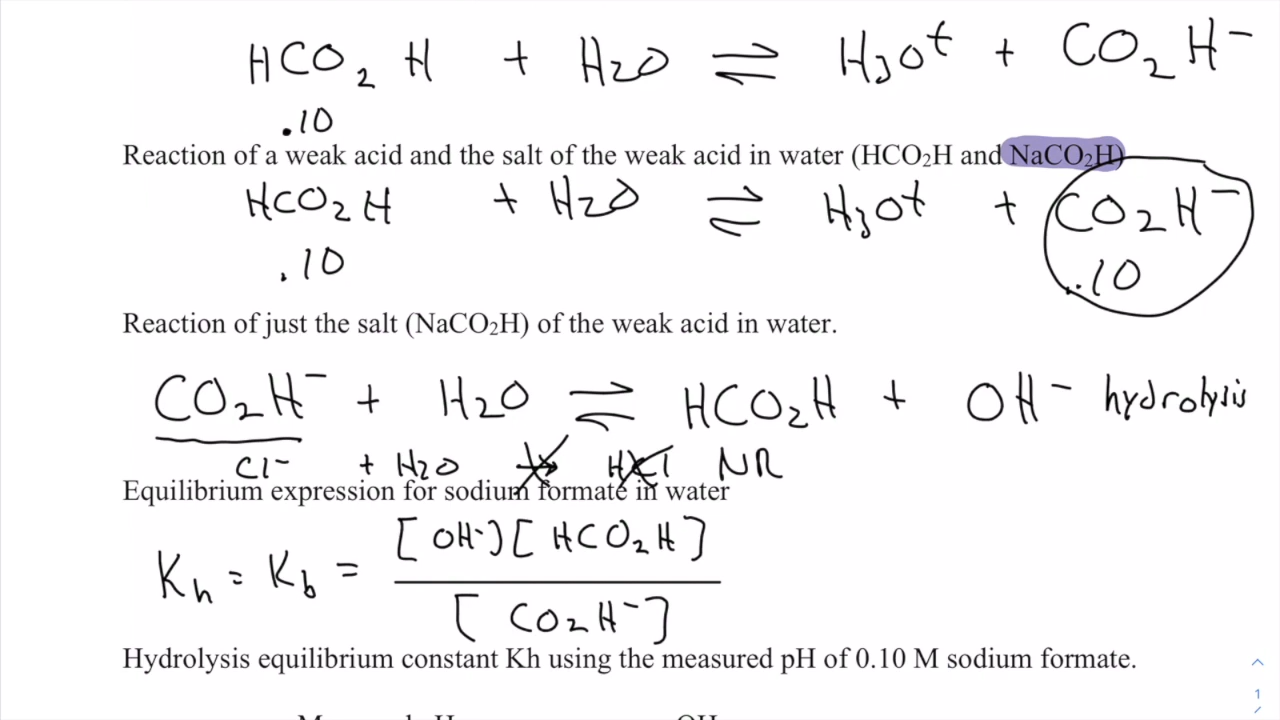 HCO₂H + H₂O ⇌ H₃O⁺ + CO₂H⁻
.10
Reaction of a weak acid and the salt of the weak acid in water (HCO₂H and NaCO₂H)
HCO₂H + H₂O ⇌ H₃O⁺ + CO₂H⁻
.10 .10
Reaction of just the salt (NaCO₂H) of the weak acid in water.
CO₂H⁻ + H₂O ⇌ HCO₂H + OH⁻ hydrolysis
Cl⁻ + H₂O → HCl NR
Equilibrium expression for sodium formate in water
[OH⁻][HCO₂H]
Kh = Kb =
[CO₂H⁻]
Hydrolysis equilibrium constant Kh using the measured pH of 0.10 M sodium formate.
1